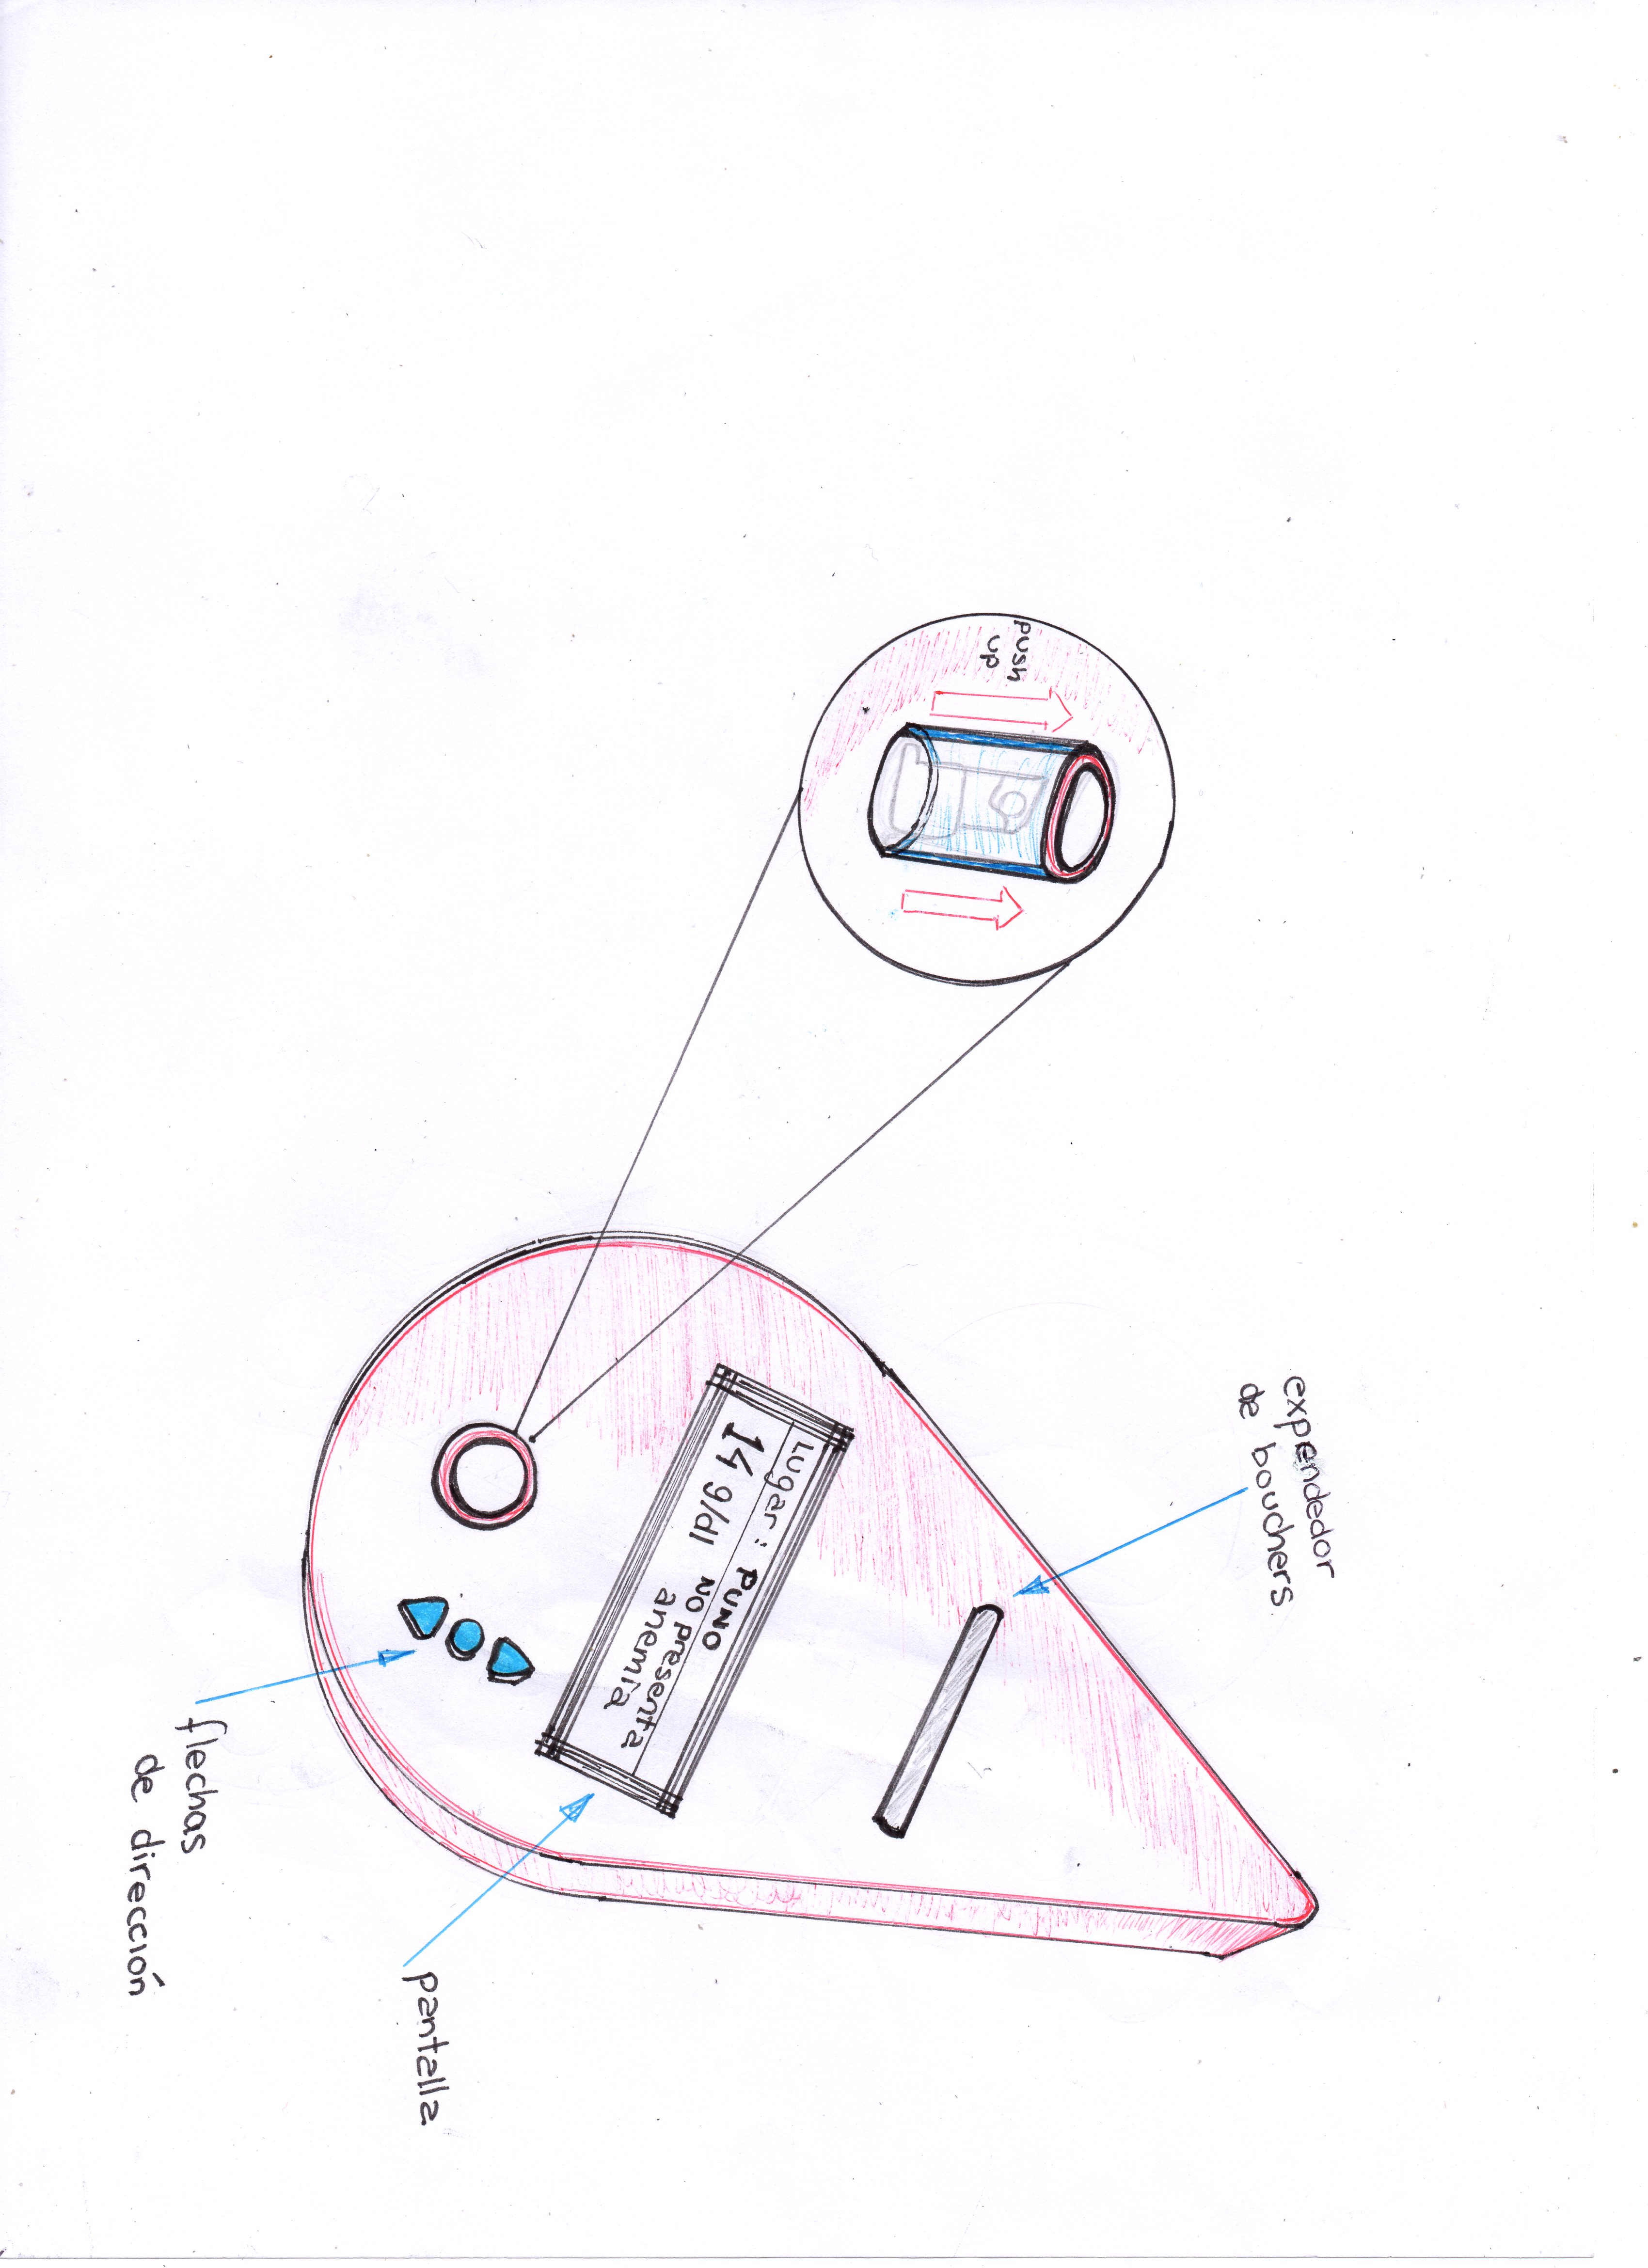 expendedor
de bouchers
push
up
Lugar: PUNO
14 g/dl NO presenta
anemia
pantalla
flechas
de dirección